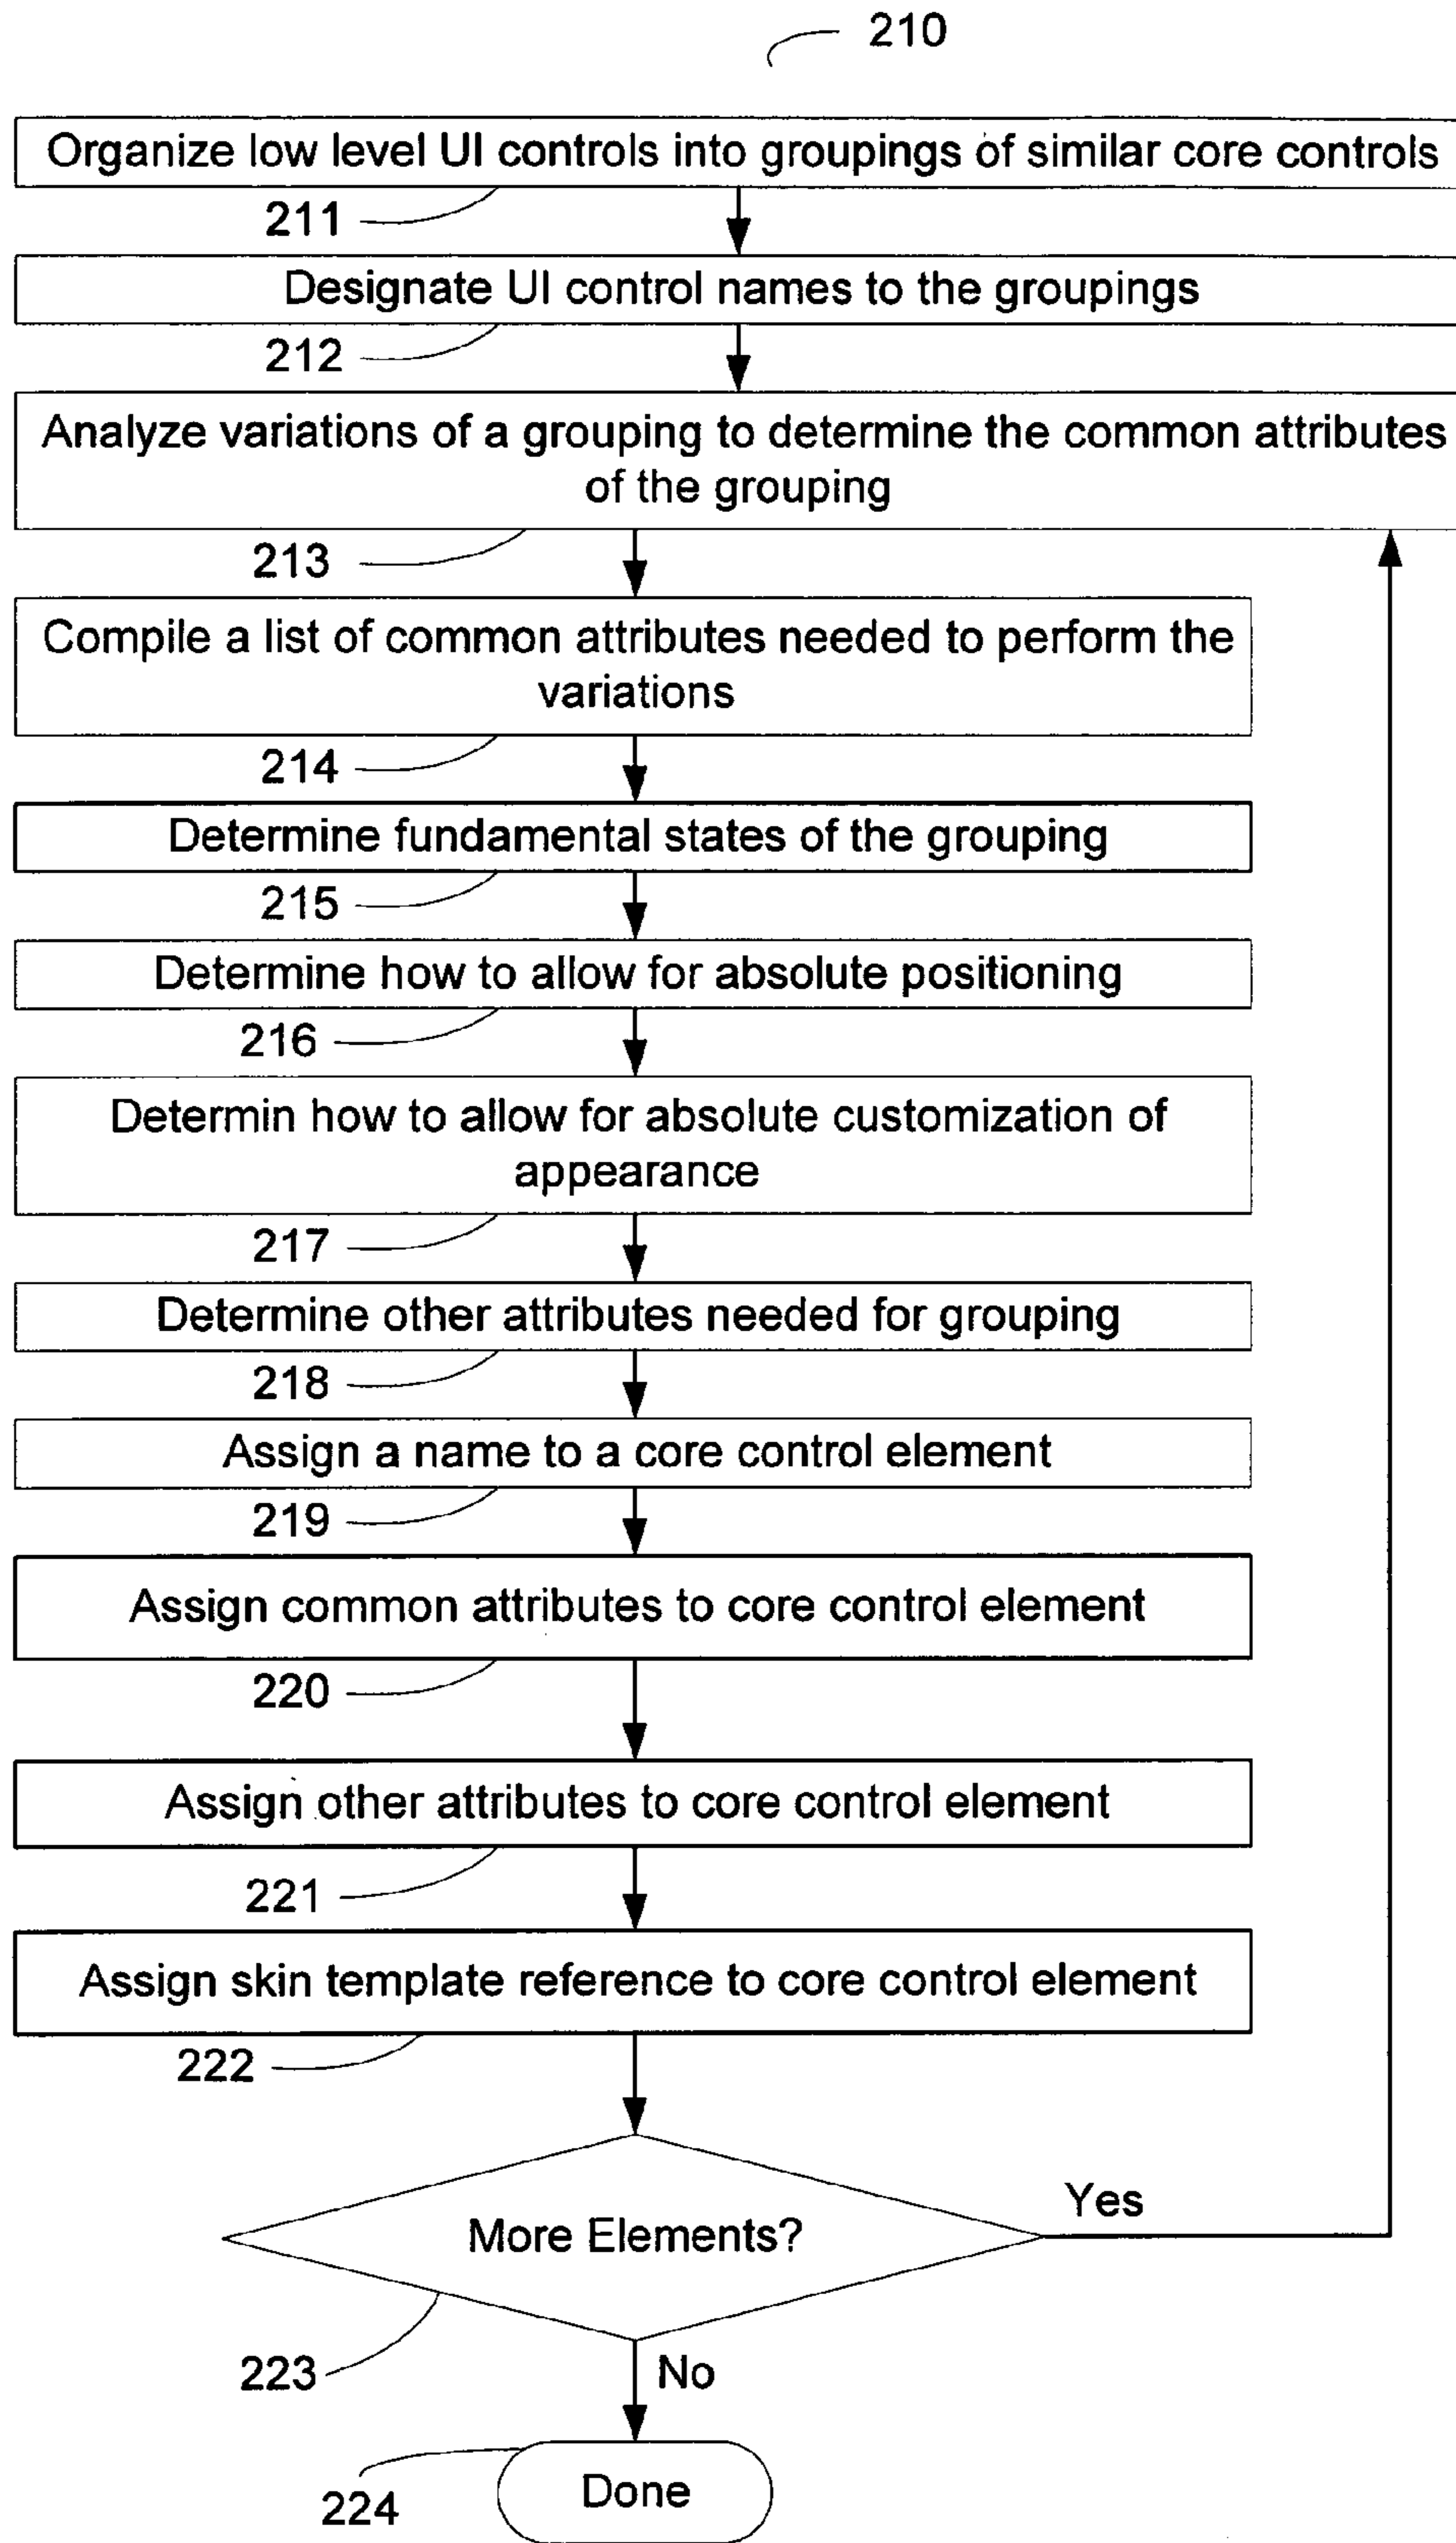 210
Organize low level UI controls into groupings of similar core controls
211
Designate UI control names to the groupings
212
Analyze variations of a grouping to determine the common attributes
of the grouping
213
Compile a list of common attributes needed to perform the
variations
214
Determine fundamental states of the grouping
215
Determine how to allow for absolute positioning
216
Determin how to allow for absolute customization of
appearance
217
Determine other attributes needed for grouping
218
Assign a name to a core control element
219
Assign common attributes to core control element
220
Assign other attributes to core control element
221
Assign skin template reference to core control element
222
Yes
More Elements?
223
No
Done
224